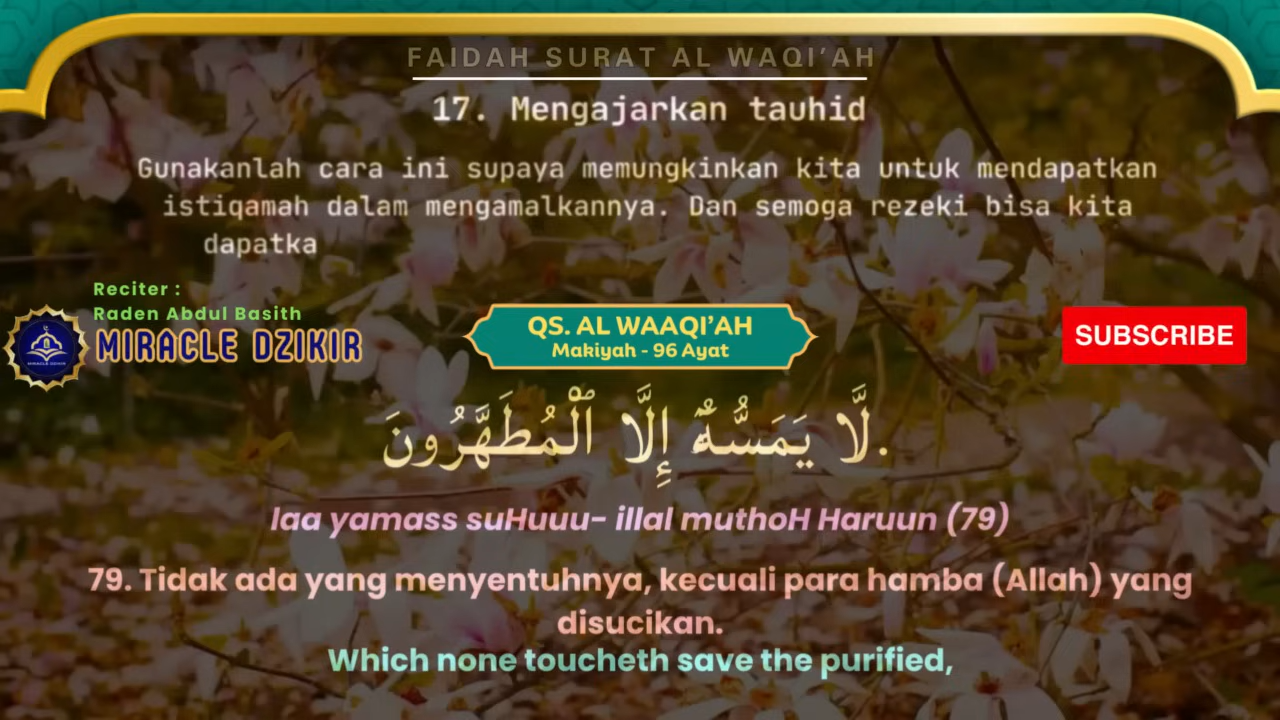 FAIDAH SURAT AL WAQI'AH
17. Mengajarkan tauhid
Gunakanlah cara ini supaya memungkinkan kita untuk mendapatkan
istiqamah dalam mengamalkannya. Dan semoga rezeki bisa kita
dapatka
Reciter :
Raden Abdul Basith
MIRACLE DZIKIR
QS. AL WAAQI'AH
Makiyah - 96 Ayat
SUBSCRIBE
لَّا يَمَسُّهُۥٓ إِلَّا ٱلْمُطَهَّرُونَ.
laa yamass suHuuu- illal muthoH Haruun (79)
79. Tidak ada yang menyentuhnya, kecuali para hamba (Allah) yang
disucikan.
Which none toucheth save the purified,